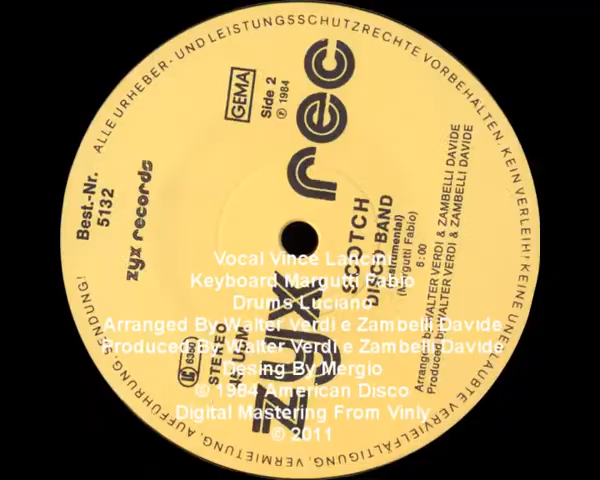 ALLE URHEBER- UND LEISTUNGSSCHUTZRECHTE VORBEHALTEN. KEIN VERLEIH! KEINE UNERLAUBTE VERVIELFÄLTIGUNG, VERMIETUNG, AUFFÜHRUNG, SENDUNG!
zyx rec
Best.-Nr.
5132
zyx records
GEMA
Side 2
℗ 1984
LC
STEREO
SCOTCH
DISCO BAND
(Instrumental)
(Margutti Fabio)
6:00
Arranged by WALTER VERDI & ZAMBELLI DAVIDE
Produced by WALTER VERDI & ZAMBELLI DAVIDE
Vocal Vince Lancini
Keyboard Margutti Fabio
Drums Luciano
Arranged By Walter Verdi e Zambelli Davide
Produced By Walter Verdi e Zambelli Davide
Desing By Mergio
© 1984 American Disco
Digital Mastering From Vinly
© 2011